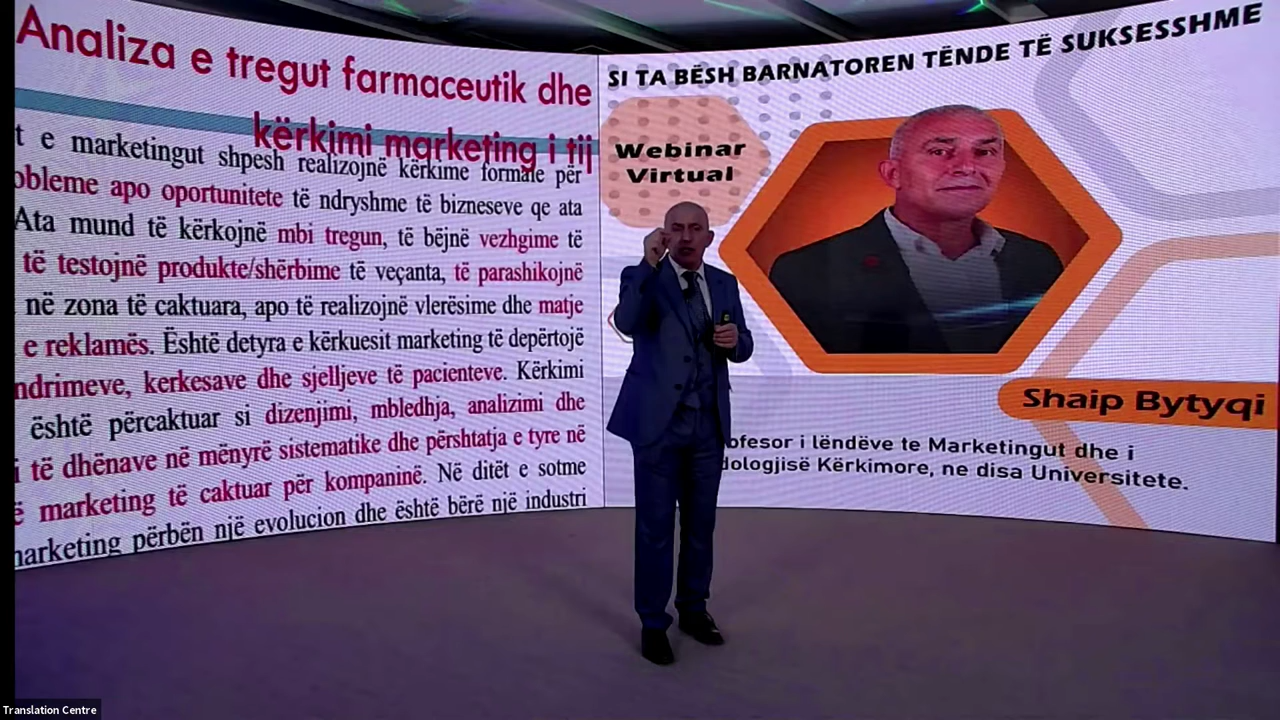 Analiza e tregut farmaceutik dhe
kërkimi marketing i tij
t e marketingut shpesh realizojnë kërkime formale për
obleme apo oportunitete të ndryshme të bizneseve qe ata
Ata mund të kërkojnë mbi tregun, të bëjnë vezhgime të
të testojnë produkte/shërbime të veçanta, të parashikojnë
në zona të caktuara, apo të realizojnë vlerësime dhe matje
e reklamës. Është detyra e kërkuesit marketing të depërtojë
ndrimeve, kerkesave dhe sjelljeve të pacienteve. Kërkimi
është përcaktuar si dizenjimi, mbledhja, analizimi dhe
i të dhënave në mënyrë sistematike dhe përshtatja e tyre në
ë marketing të caktuar për kompaninë. Në ditët e sotme
marketing përbën një evolucion dhe është bërë një industri
SI TA BËSH BARNATOREN TËNDE TË SUKSESSHME
Webinar
Virtual
Shaip Bytyqi
ofesor i lëndëve te Marketingut dhe i
dologjisë Kërkimore, ne disa Universitete.
Translation Centre